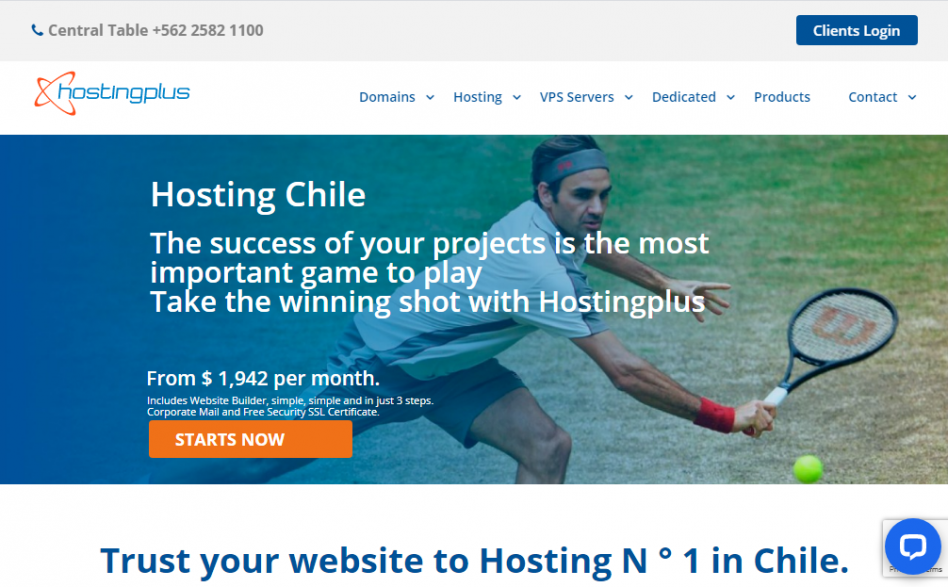 Central Table +562 2582 1100
Clients Login
hostingplus
Domains
Hosting
VPS Servers
Dedicated
Products
Contact
Hosting Chile
The success of your projects is the most
important game to play
Take the winning shot with Hostingplus
From $ 1,942 per month.
Includes Website Builder, simple, simple and in just 3 steps.
Corporate Mail and Free Security SSL Certificate.
STARTS NOW
Trust your website to Hosting N ° 1 in Chile.